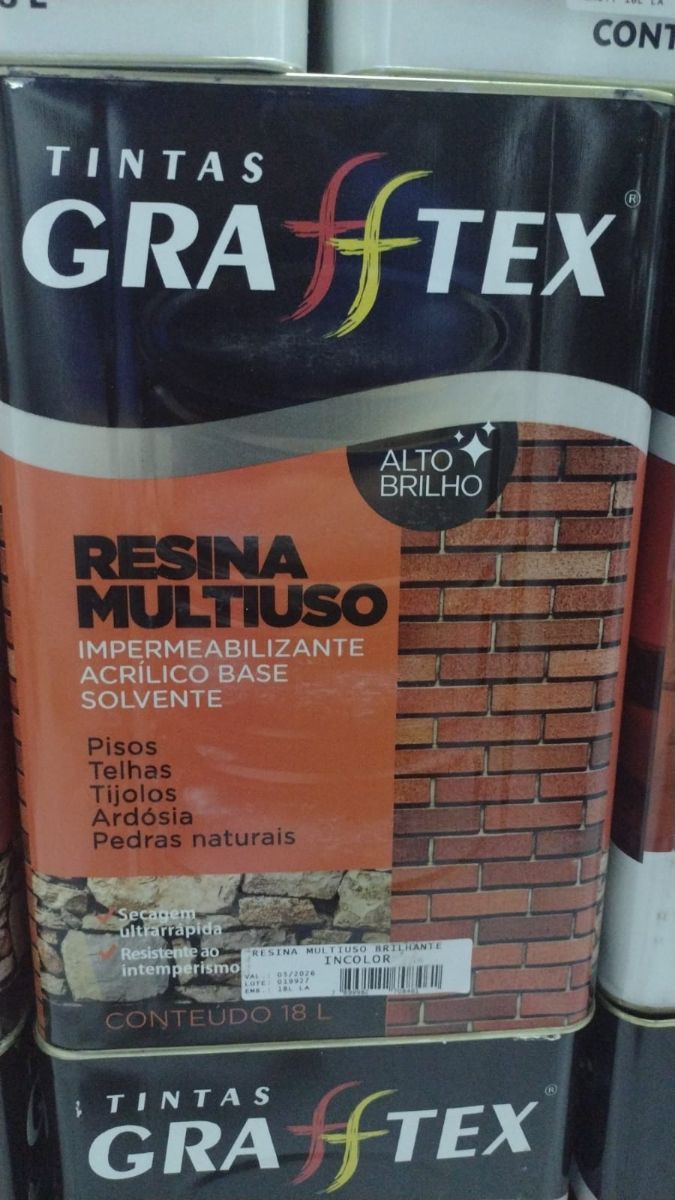 CONT
TINTAS
GRAFFTEX®
ALTO
BRILHO
RESINA
MULTIUSO
IMPERMEABILIZANTE
ACRÍLICO BASE
SOLVENTE
Pisos
Telhas
Tijolos
Ardósia
Pedras naturais
Secagem
ultrarrápida
Resistente ao
intemperismo
RESINA MULTIUSO BRILHANTE
INCOLOR
VAL.: 05/2026
LOTE: 019927
EMB.: 18L LA
CONTEÚDO 18 L
TINTAS
GRAFFTEX®